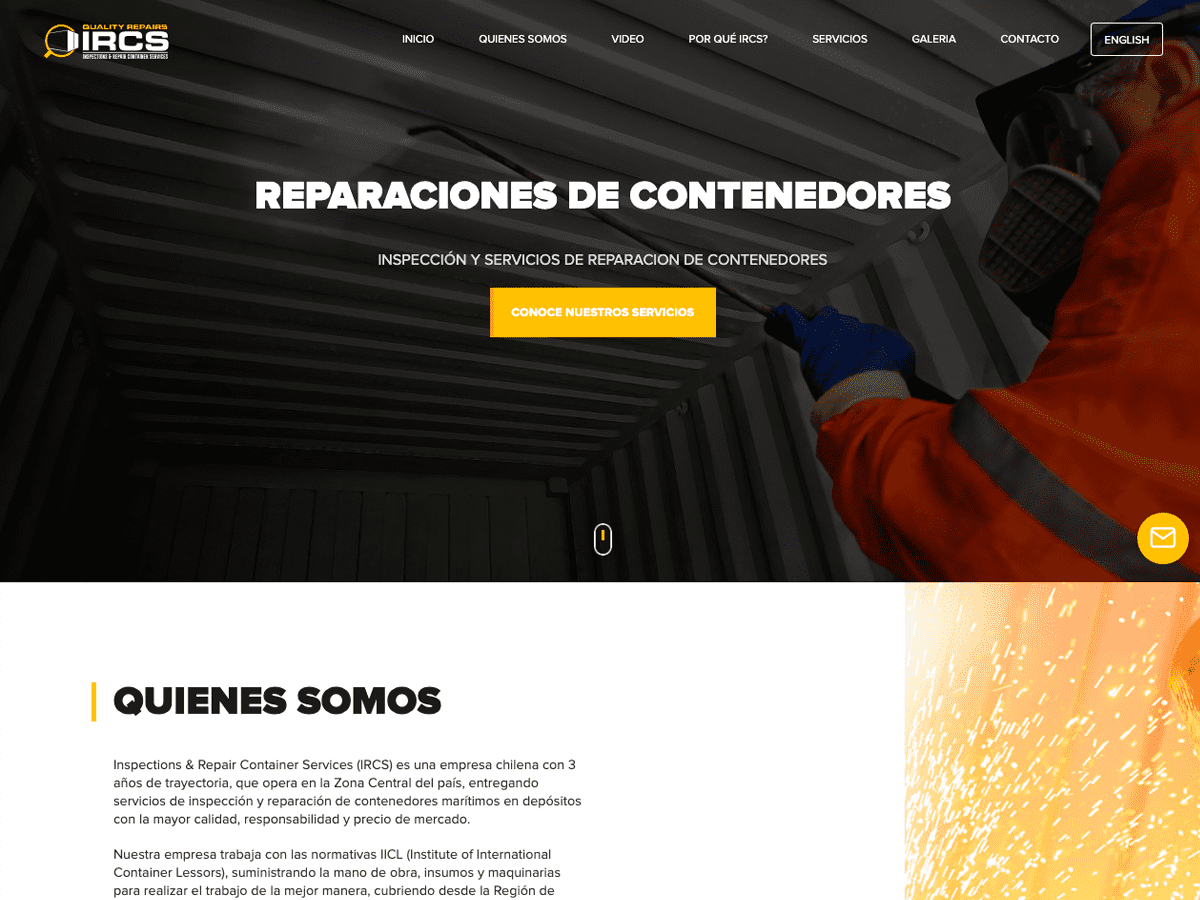 QUALITY REPAIRS
IRCS
INSPECTIONS & REPAIR CONTAINER SERVICES
INICIO
QUIENES SOMOS
VIDEO
POR QUÉ IRCS?
SERVICIOS
GALERIA
CONTACTO
ENGLISH
REPARACIONES DE CONTENEDORES
INSPECCIÓN Y SERVICIOS DE REPARACION DE CONTENEDORES
CONOCE NUESTROS SERVICIOS
QUIENES SOMOS
Inspections & Repair Container Services (IRCS) es una empresa chilena con 3
años de trayectoria, que opera en la Zona Central del país, entregando
servicios de inspección y reparación de contenedores marítimos en depósitos
con la mayor calidad, responsabilidad y precio de mercado.
Nuestra empresa trabaja con las normativas IICL (Institute of International
Container Lessors), suministrando la mano de obra, insumos y maquinarias
para realizar el trabajo de la mejor manera, cubriendo desde la Región de